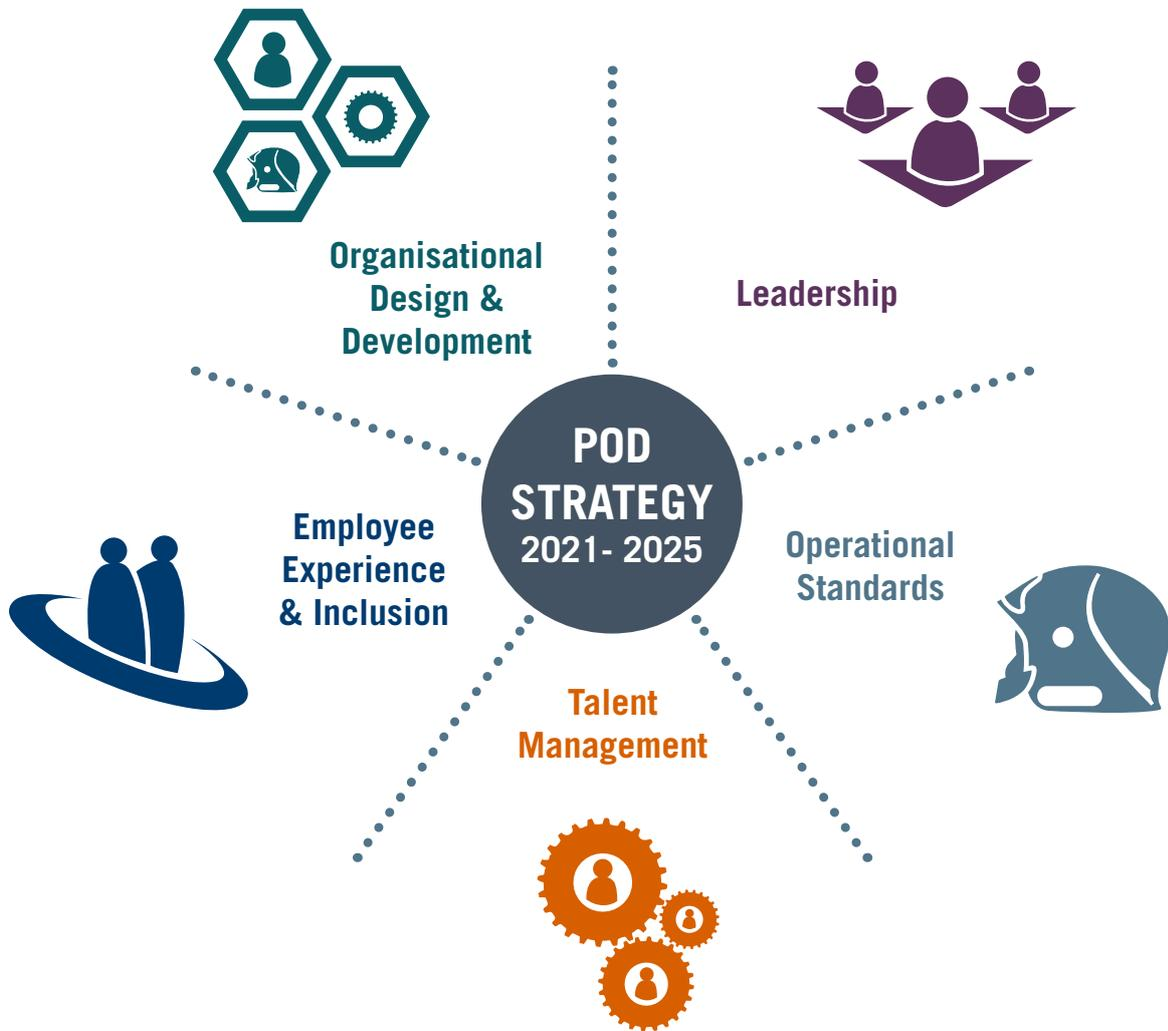 Organisational
Design &
Development
Leadership
POD
STRATEGY
2021- 2025
Employee
Experience
& Inclusion
Operational
Standards
Talent
Management